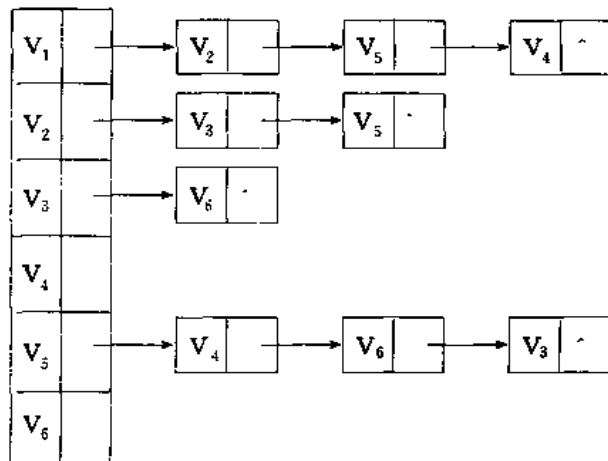 V₁ V₂ V₅ V₄ ^
V₂ V₃ V₅
V₃ V₆ ^
V₄
V₅ V₄ V₆ V₃ ^
V₆